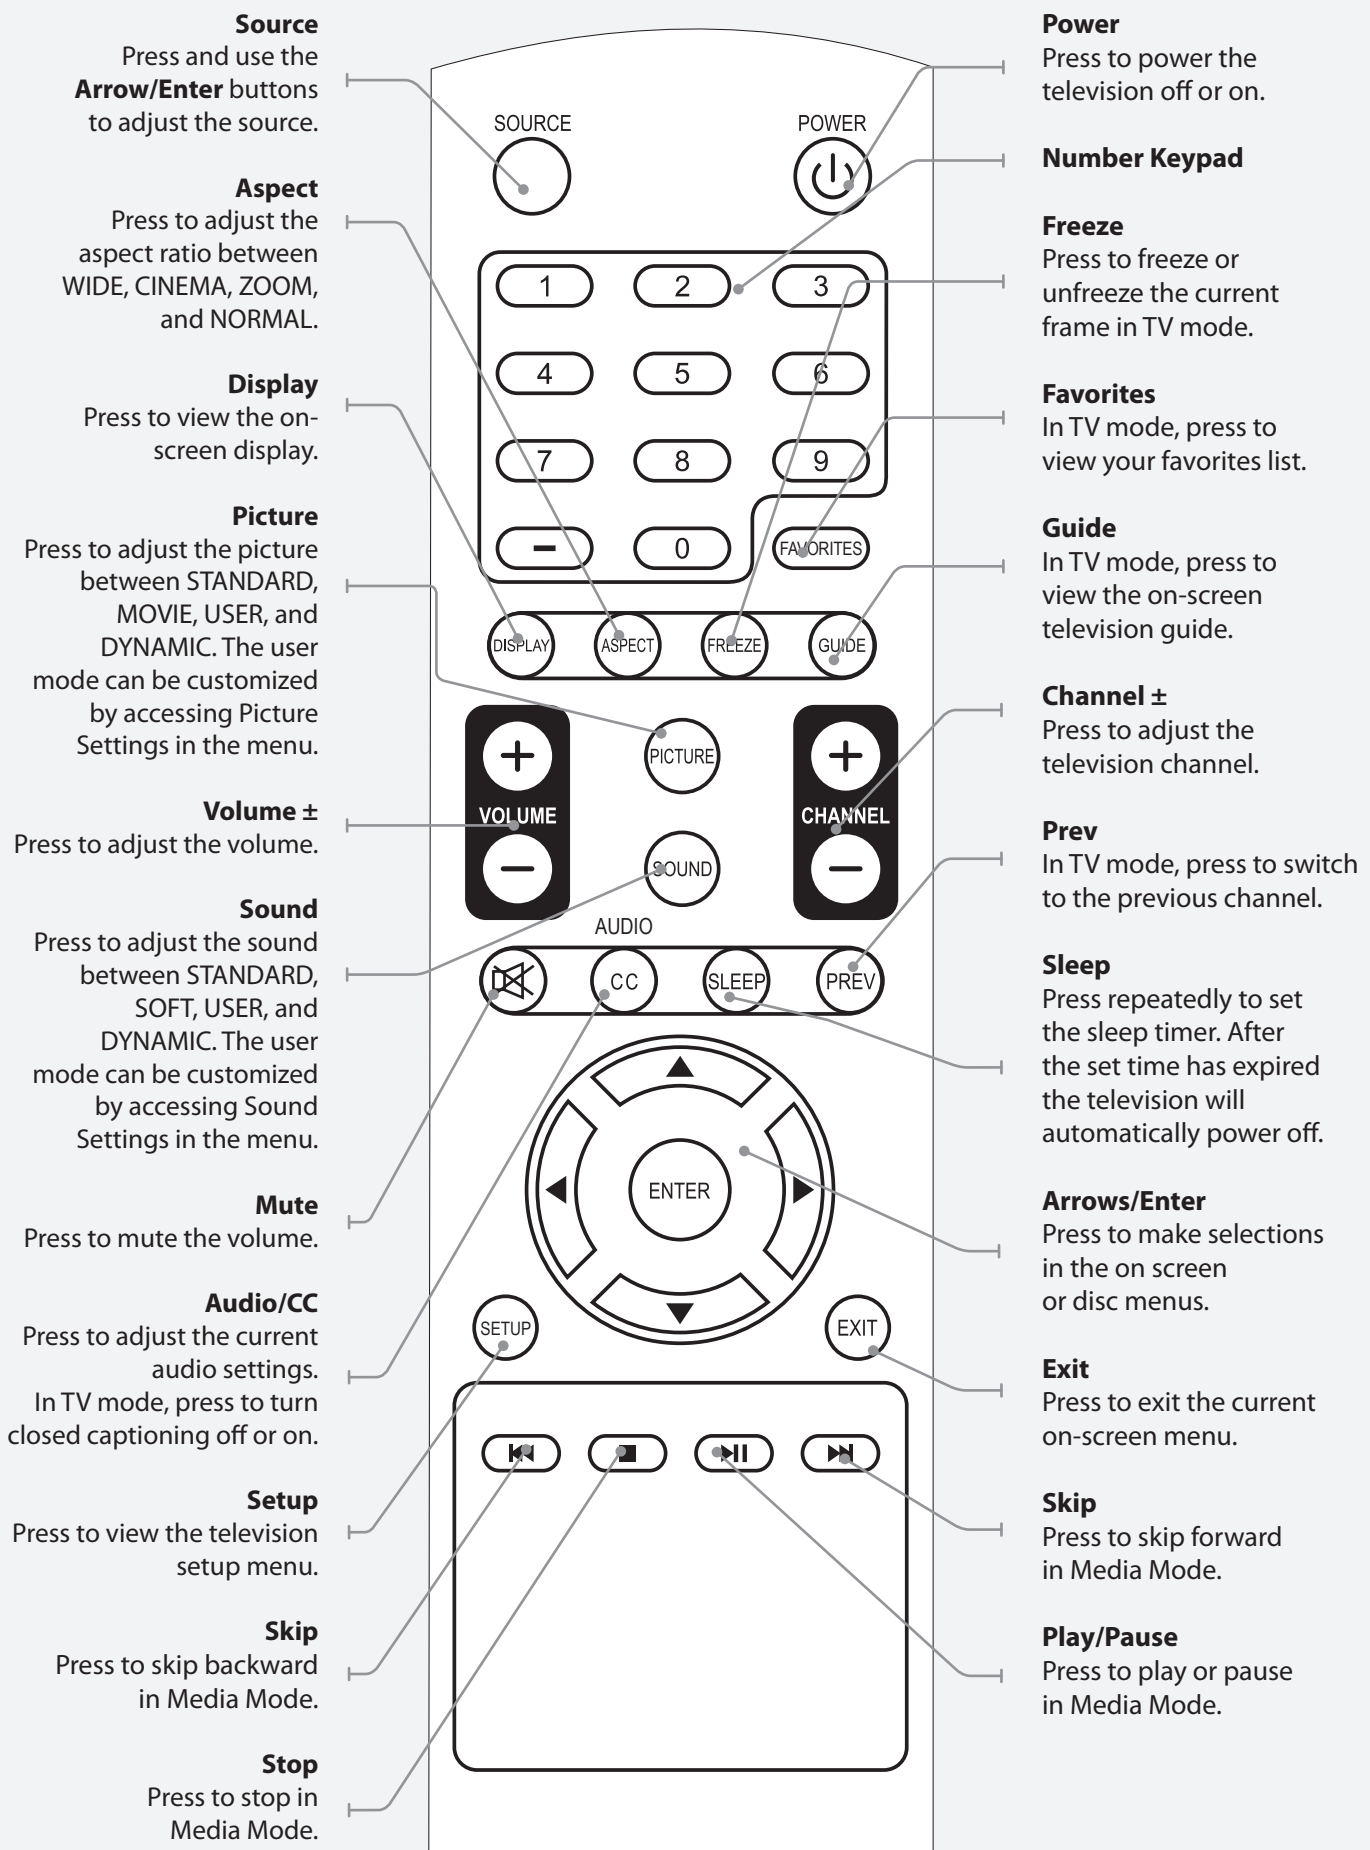 Source
Press and use the
Arrow/Enter buttons
to adjust the source.
Aspect
Press to adjust the
aspect ratio between
WIDE, CINEMA, ZOOM,
and NORMAL.
Display
Press to view the on-
screen display.
Picture
Press to adjust the picture
between STANDARD,
MOVIE, USER, and
DYNAMIC. The user
mode can be customized
by accessing Picture
Settings in the menu.
Volume ±
Press to adjust the volume.
Sound
Press to adjust the sound
between STANDARD,
SOFT, USER, and
DYNAMIC. The user
mode can be customized
by accessing Sound
Settings in the menu.
Mute
Press to mute the volume.
Audio/CC
Press to adjust the current
audio settings.
In TV mode, press to turn
closed captioning off or on.
Setup
Press to view the television
setup menu.
Skip
Press to skip backward
in Media Mode.
Stop
Press to stop in
Media Mode.
SOURCE POWER
1 2 3
4 5 6
7 8 9
– 0 FAVORITES
DISPLAY ASPECT FREEZE GUIDE
+ PICTURE +
VOLUME CHANNEL
– SOUND –
AUDIO
CC SLEEP PREV
ENTER
SETUP EXIT
Power
Press to power the
television off or on.
Number Keypad
Freeze
Press to freeze or
unfreeze the current
frame in TV mode.
Favorites
In TV mode, press to
view your favorites list.
Guide
In TV mode, press to
view the on-screen
television guide.
Channel ±
Press to adjust the
television channel.
Prev
In TV mode, press to switch
to the previous channel.
Sleep
Press repeatedly to set
the sleep timer. After
the set time has expired
the television will
automatically power off.
Arrows/Enter
Press to make selections
in the on screen
or disc menus.
Exit
Press to exit the current
on-screen menu.
Skip
Press to skip forward
in Media Mode.
Play/Pause
Press to play or pause
in Media Mode.